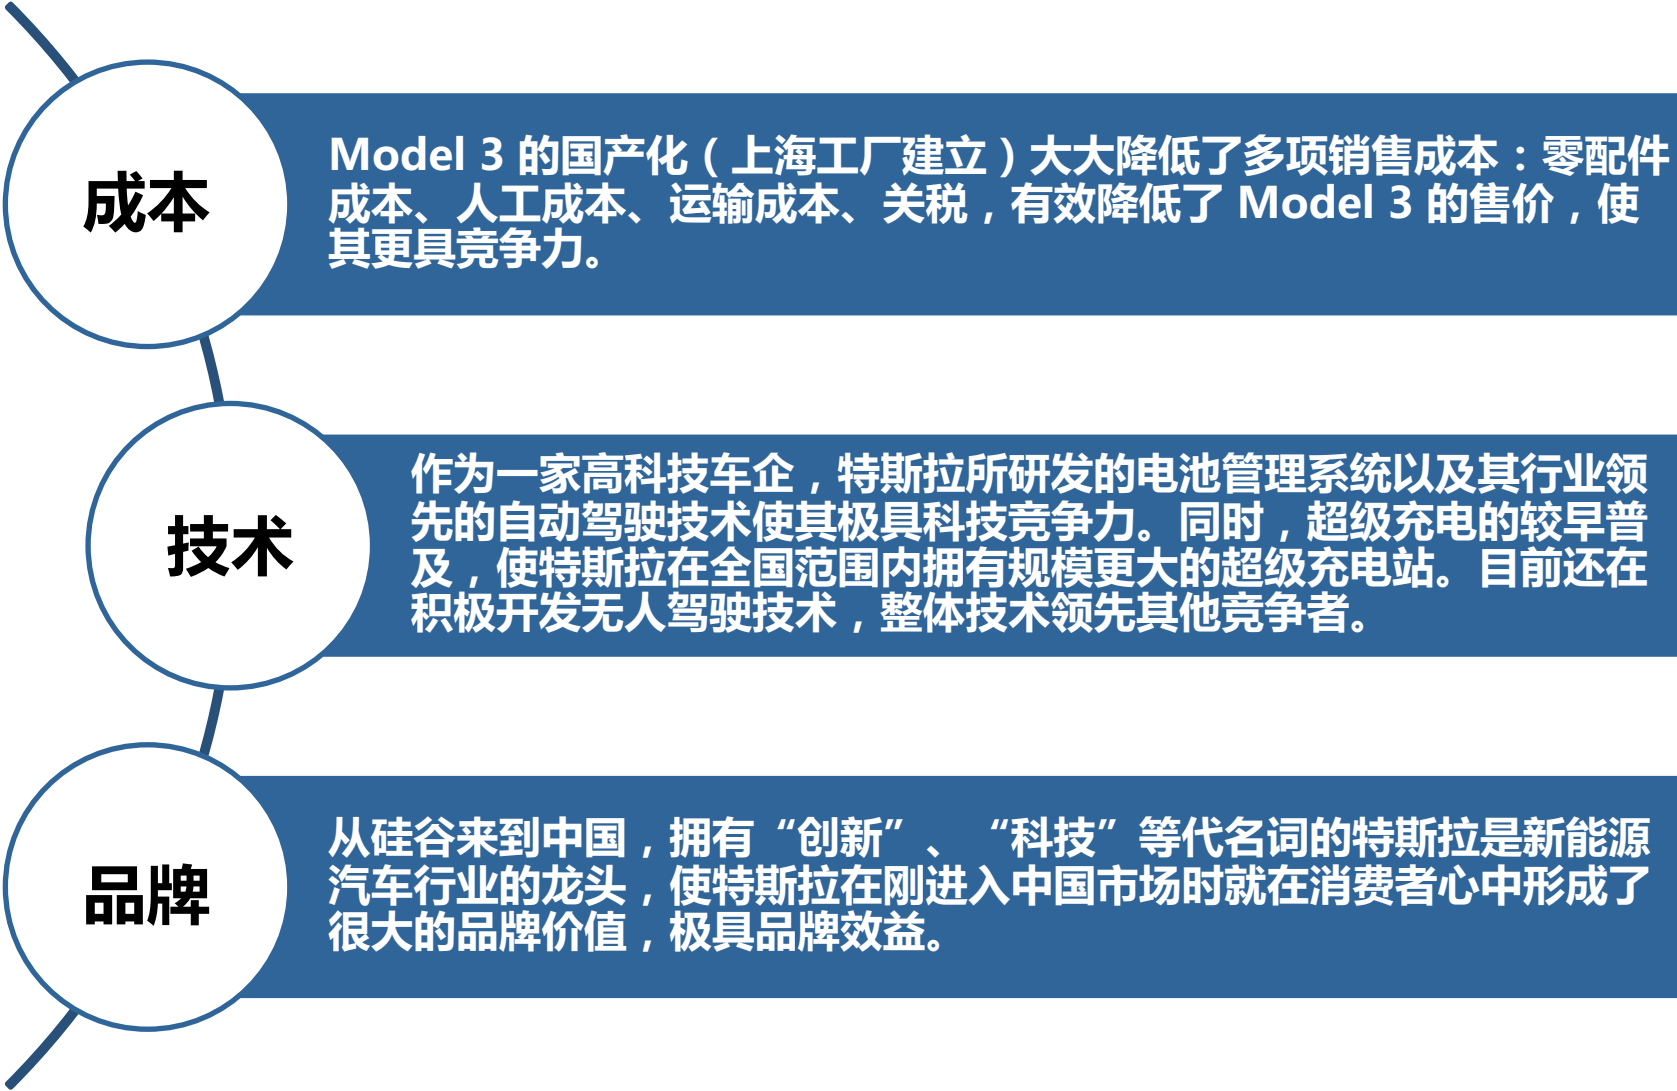 成本
Model 3 的国产化（上海工厂建立）大大降低了多项销售成本：零配件
成本、人工成本、运输成本、关税，有效降低了 Model 3 的售价，使
其更具竞争力。
技术
作为一家高科技车企，特斯拉所研发的电池管理系统以及其行业领
先的自动驾驶技术使其极具科技竞争力。同时，超级充电的较早普
及，使特斯拉在全国范围内拥有规模更大的超级充电站。目前还在
积极开发无人驾驶技术，整体技术领先其他竞争者。
品牌
从硅谷来到中国，拥有“创新”、“科技”等代名词的特斯拉是新能源
汽车行业的龙头，使特斯拉在刚进入中国市场时就在消费者心中形成了
很大的品牌价值，极具品牌效益。